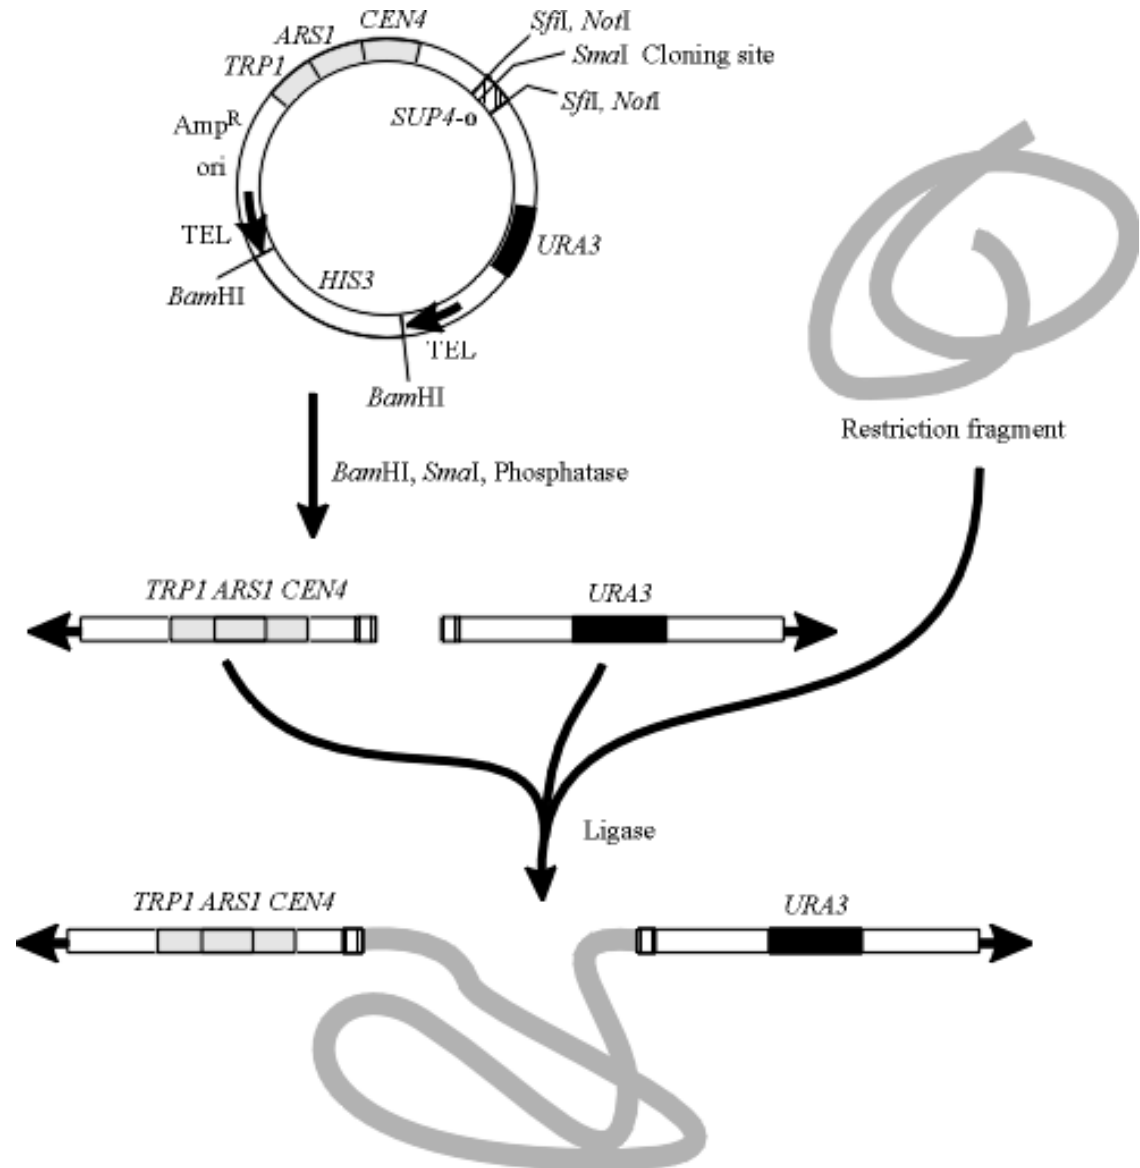 CEN4
ARS1
TRP1
SfiI, NotI
SmaI Cloning site
SfiI, NotI
SUP4-o
AmpR
ori
TEL
URA3
HIS3
BamHI
TEL
BamHI
Restriction fragment
BamHI, SmaI, Phosphatase
TRP1 ARS1 CEN4
URA3
Ligase
TRP1 ARS1 CEN4
URA3